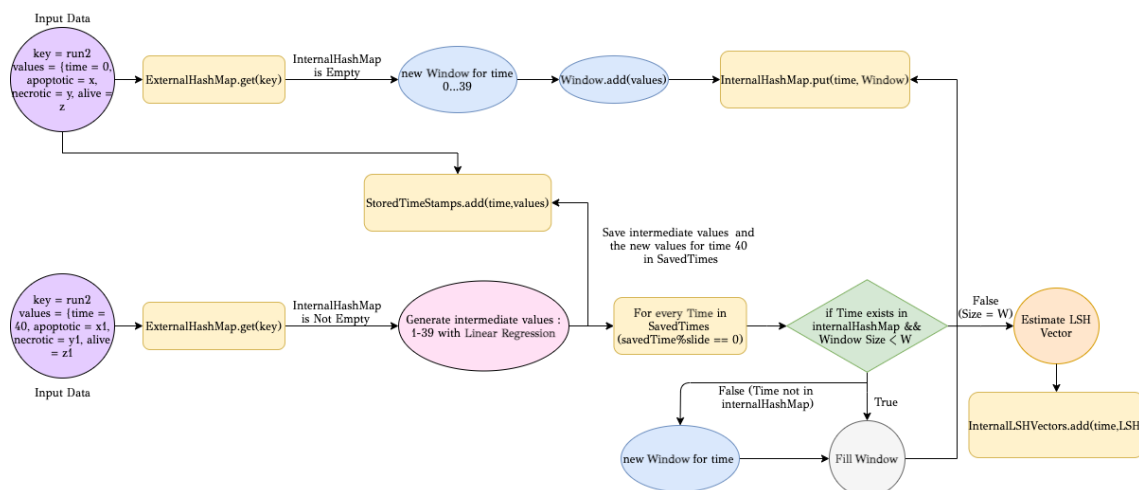 Input Data
key = run2
values = {time = 0,
apoptotic = x,
necrotic = y, alive =
z
ExternalHashMap.get(key)
InternalHashMap
is Empty
new Window for time
0...39
Window.add(values)
InternalHashMap.put(time, Window)
StoredTimeStamps.add(time,values)
Save intermediate values and
the new values for time 40
in SavedTimes
key = run2
values = {time =
40, apoptotic = x1,
necrotic = y1, alive
= z1
Input Data
ExternalHashMap.get(key)
InternalHashMap
is Not Empty
Generate intermediate values :
1-39 with Linear Regression
For every Time in
SavedTimes
(savedTime%slide == 0)
if Time exists in
internalHashMap &&
Window Size < W
False
(Size = W)
Estimate LSH
Vector
InternalLSHVectors.add(time,LSH
False (Time not in
internalHashMap)
True
new Window for time
Fill Window